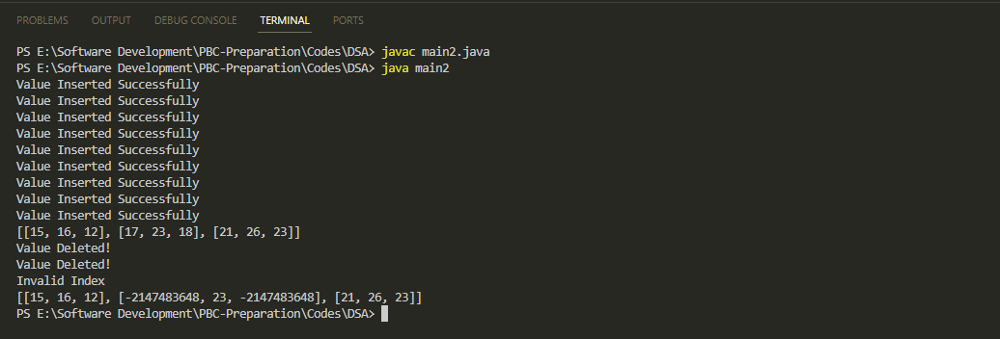 PROBLEMS OUTPUT DEBUG CONSOLE TERMINAL PORTS
PS E:\Software Development\PBC-Preparation\Codes\DSA> javac main2.java
PS E:\Software Development\PBC-Preparation\Codes\DSA> java main2
Value Inserted Successfully
Value Inserted Successfully
Value Inserted Successfully
Value Inserted Successfully
Value Inserted Successfully
Value Inserted Successfully
Value Inserted Successfully
Value Inserted Successfully
Value Inserted Successfully
[[15, 16, 12], [17, 23, 18], [21, 26, 23]]
Value Deleted!
Value Deleted!
Invalid Index
[[15, 16, 12], [-2147483648, 23, -2147483648], [21, 26, 23]]
PS E:\Software Development\PBC-Preparation\Codes\DSA>